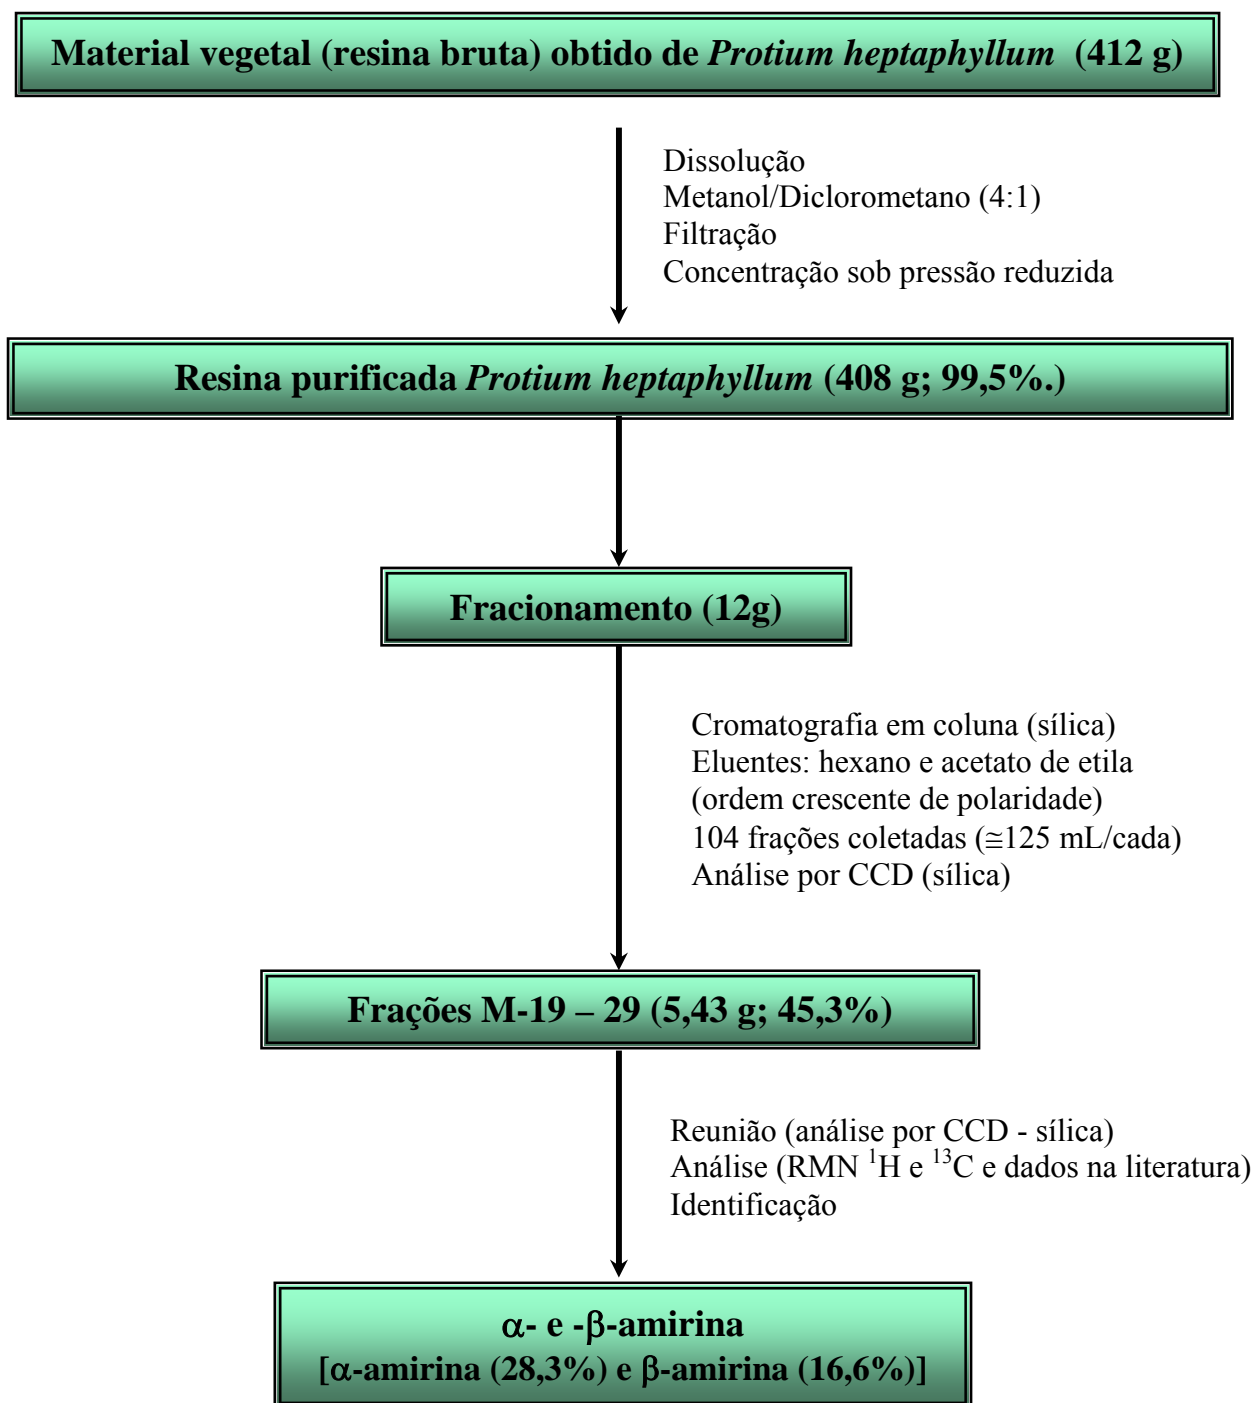 Material vegetal (resina bruta) obtido de Protium heptaphyllum (412 g)
Dissolução
Metanol/Diclorometano (4:1)
Filtração
Concentração sob pressão reduzida
Resina purificada Protium heptaphyllum (408 g; 99,5%.)
Fracionamento (12g)
Cromatografia em coluna (sílica)
Eluentes: hexano e acetato de etila
(ordem crescente de polaridade)
104 frações coletadas (≅125 mL/cada)
Análise por CCD (sílica)
Frações M-19 – 29 (5,43 g; 45,3%)
Reunião (análise por CCD - sílica)
Análise (RMN ¹H e ¹³C e dados na literatura)
Identificação
α- e -β-amirina
[α-amirina (28,3%) e β-amirina (16,6%)]